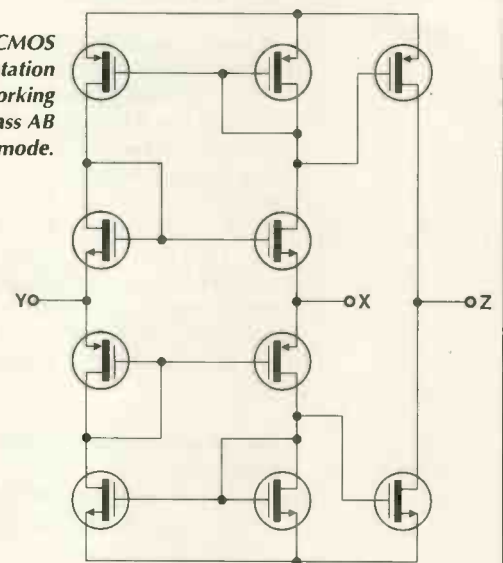 CMOS
tation
orking
ass AB
mode.
Y
X
Z